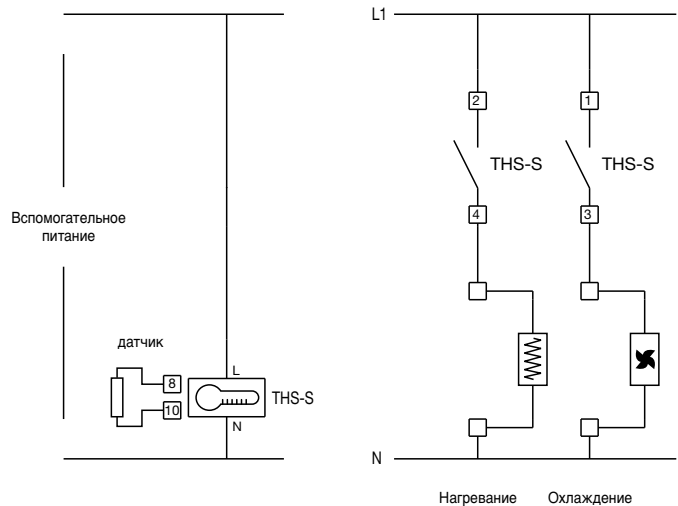 L1
2
1
THS-S
THS-S
Вспомогательное
питание
4
3
датчик
L
8
10
THS-S
N
N
Нагревание
Охлаждение